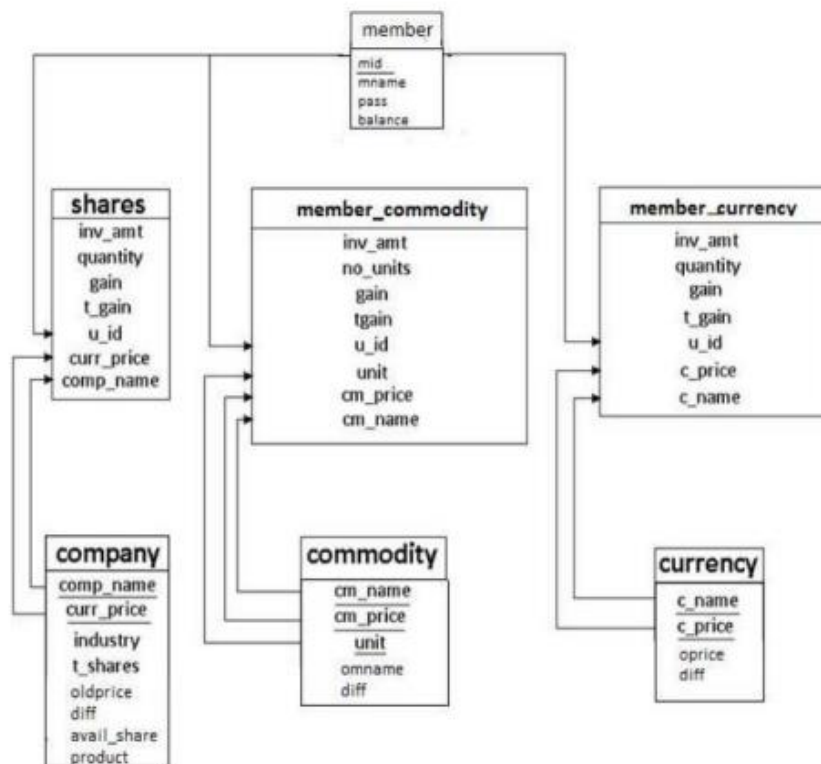 member
mid
mname
pass
balance
shares
inv_amt
quantity
gain
t_gain
u_id
curr_price
comp_name
member_commodity
inv_amt
no_units
gain
tgain
u_id
unit
cm_price
cm_name
member_currency
inv_amt
quantity
gain
t_gain
u_id
c_price
c_name
company
comp_name
curr_price
industry
t_shares
oldprice
diff
avail_share
product
commodity
cm_name
cm_price
unit
omname
diff
currency
c_name
c_price
oprice
diff